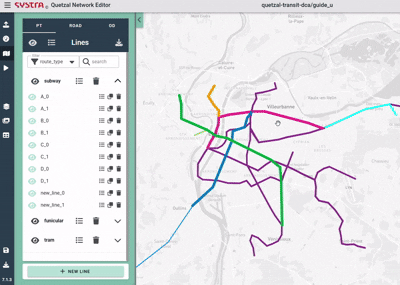 SYSTRA Quetzal Network Editor quetzal-transit-dca/guide_u
PT ROAD OD
Lines
route_type
search
subway
A_0
A_1
B_0
B_1
C_0
C_1
D_0
D_1
new_line_0
new_line_1
funicular
tram
+ NEW LINE
Villeurbanne
7.1.3